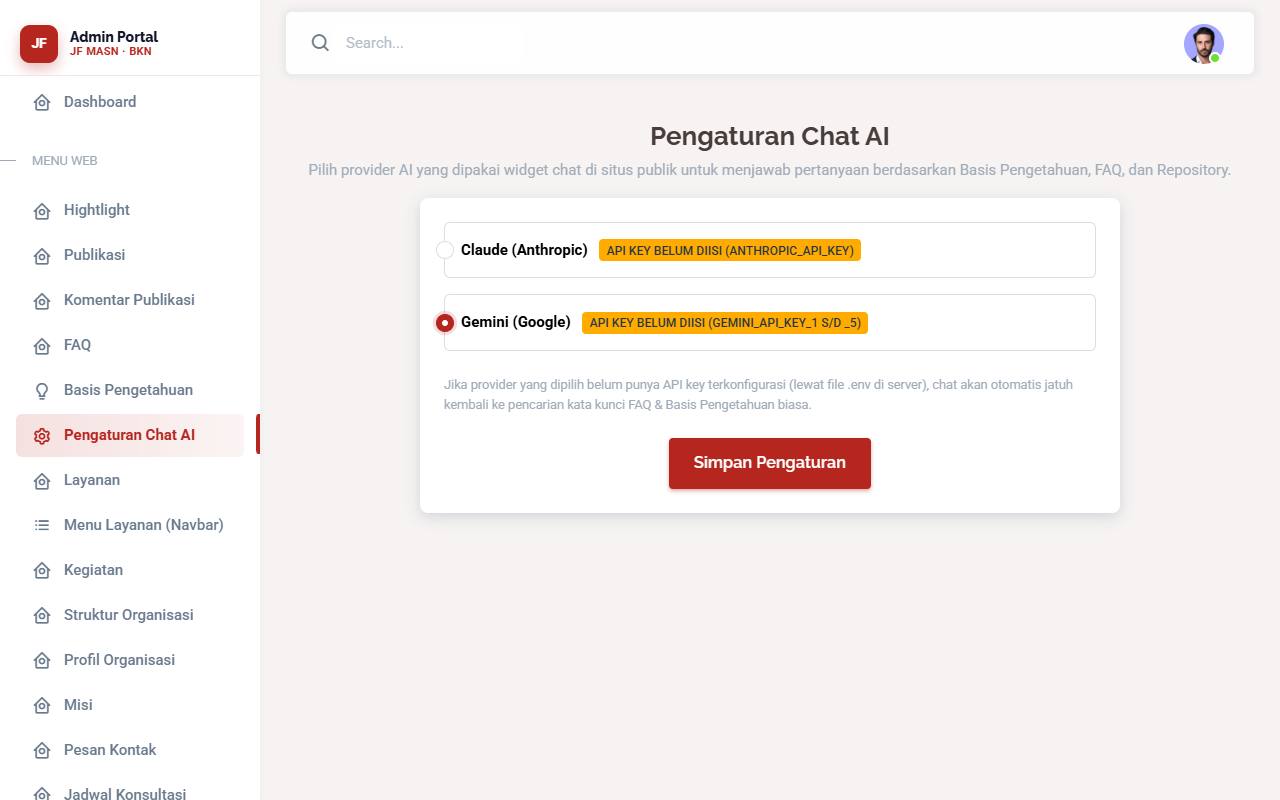 JF
Admin Portal
JF MASN · BKN
Search...
Dashboard
MENU WEB
Hightlight
Publikasi
Komentar Publikasi
FAQ
Basis Pengetahuan
Pengaturan Chat AI
Layanan
Menu Layanan (Navbar)
Kegiatan
Struktur Organisasi
Profil Organisasi
Misi
Pesan Kontak
Jadwal Konsultasi
Pengaturan Chat AI
Pilih provider AI yang dipakai widget chat di situs publik untuk menjawab pertanyaan berdasarkan Basis Pengetahuan, FAQ, dan Repository.
Claude (Anthropic) API KEY BELUM DIISI (ANTHROPIC_API_KEY)
Gemini (Google) API KEY BELUM DIISI (GEMINI_API_KEY_1 S/D _5)
Jika provider yang dipilih belum punya API key terkonfigurasi (lewat file .env di server), chat akan otomatis jatuh
kembali ke pencarian kata kunci FAQ & Basis Pengetahuan biasa.
Simpan Pengaturan